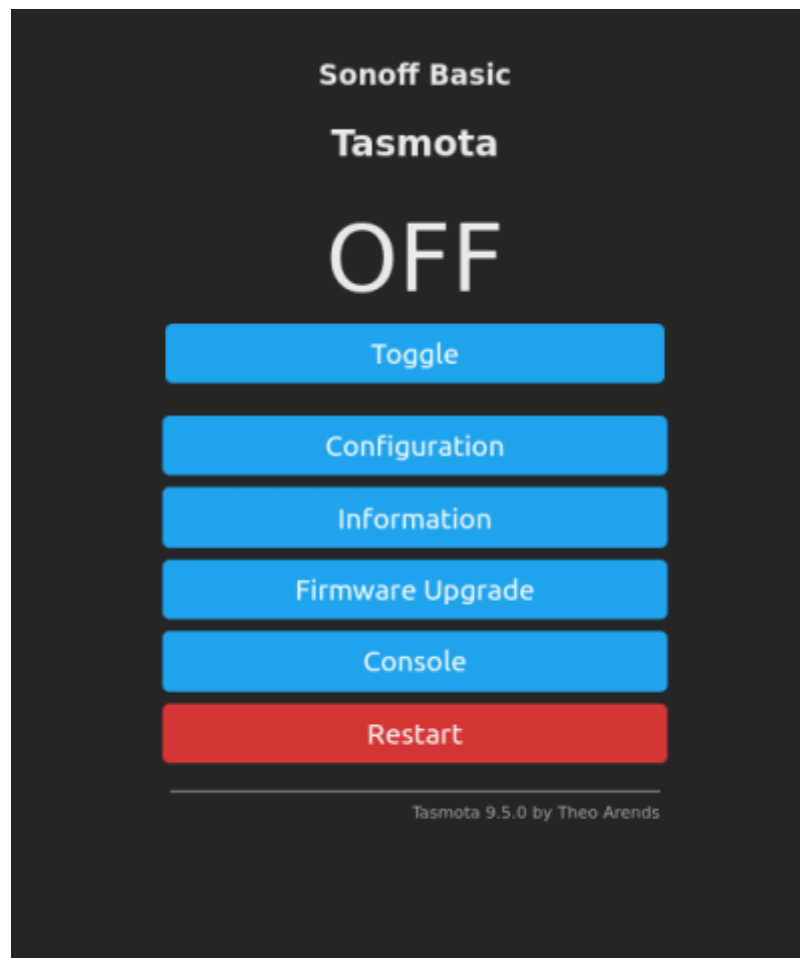 Sonoff Basic
Tasmota
OFF
Toggle
Configuration
Information
Firmware Upgrade
Console
Restart
Tasmota 9.5.0 by Theo Arends